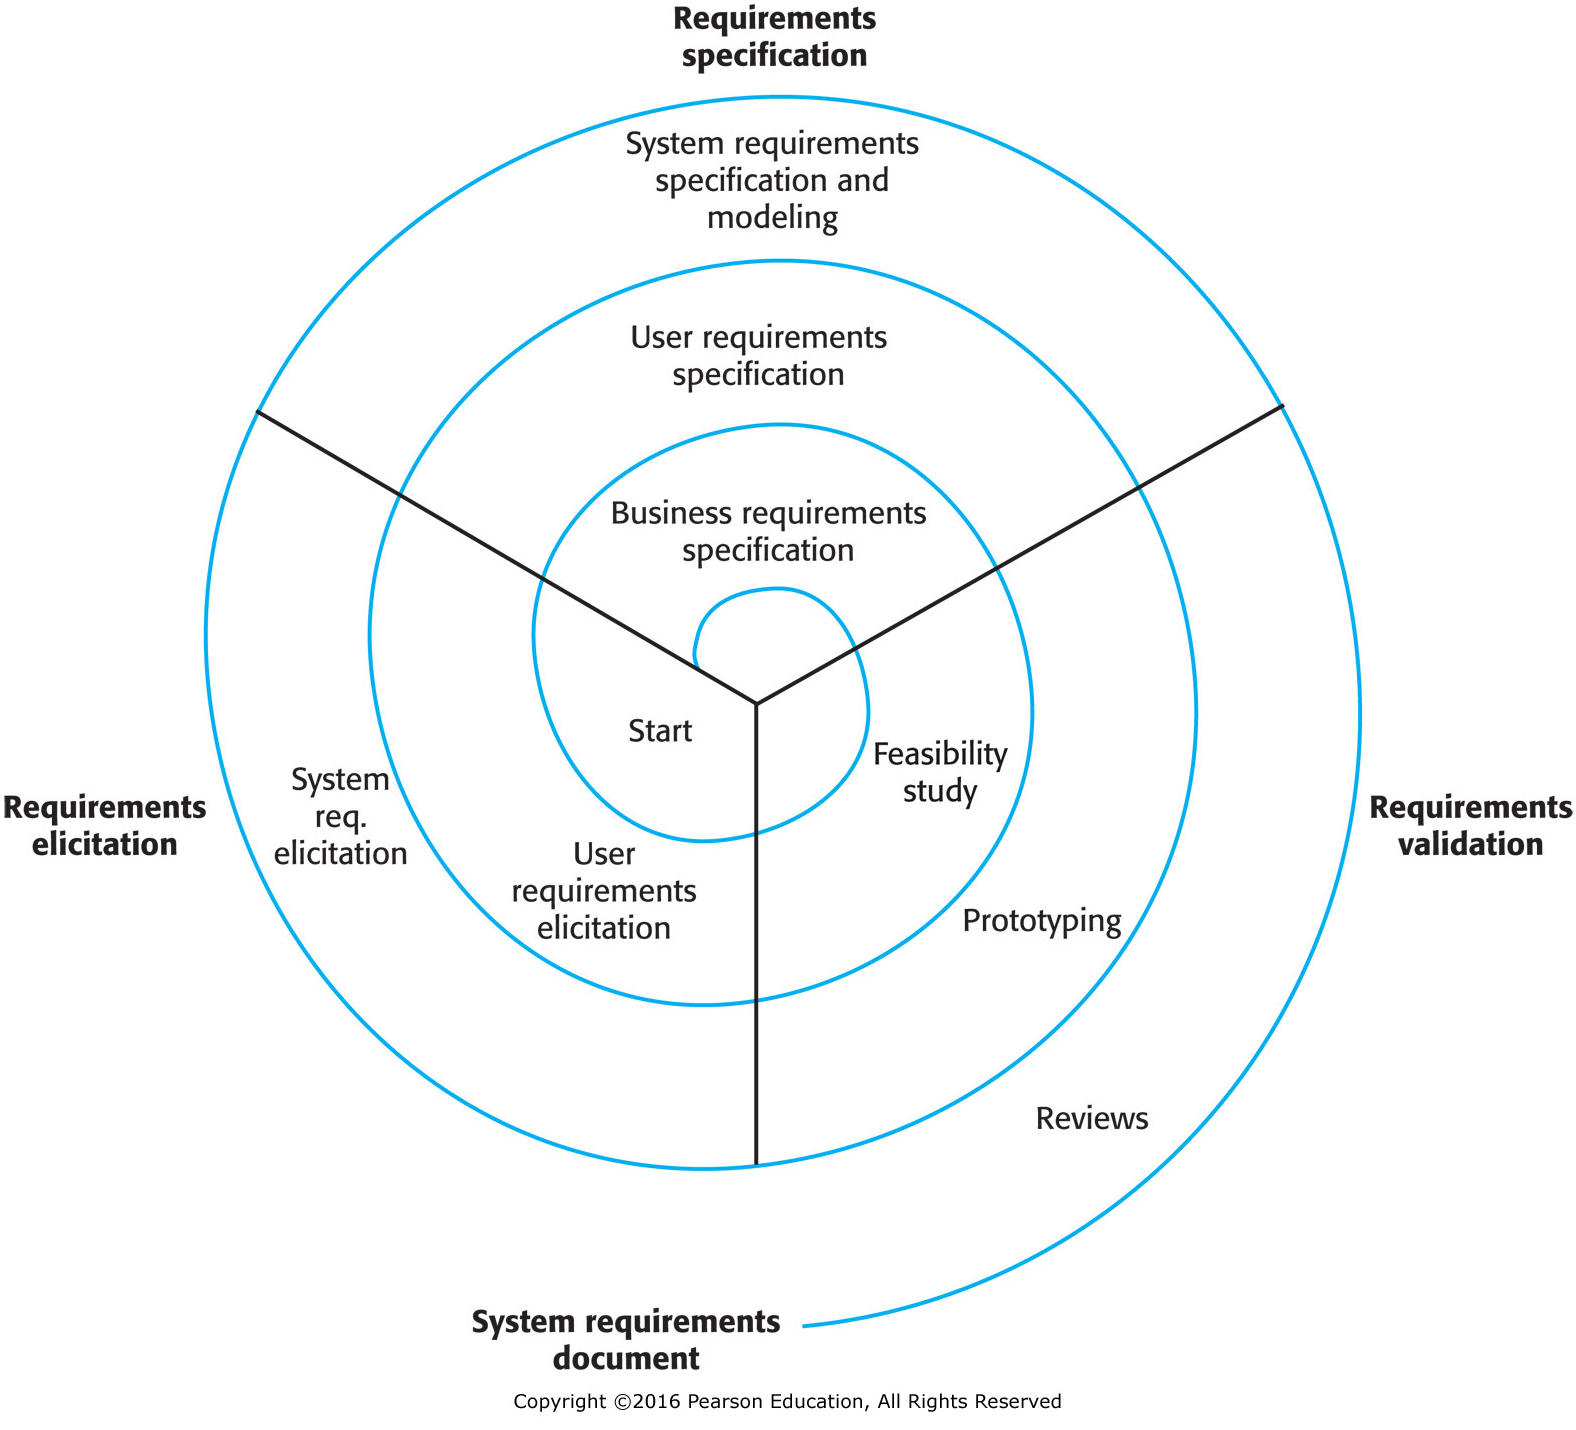 Requirements
specification
System requirements
specification and
modeling
User requirements
specification
Business requirements
specification
Start
Feasibility
study
System
req.
elicitation
Requirements
elicitation
Requirements
validation
User
requirements
elicitation
Prototyping
Reviews
System requirements
document
Copyright ©2016 Pearson Education, All Rights Reserved